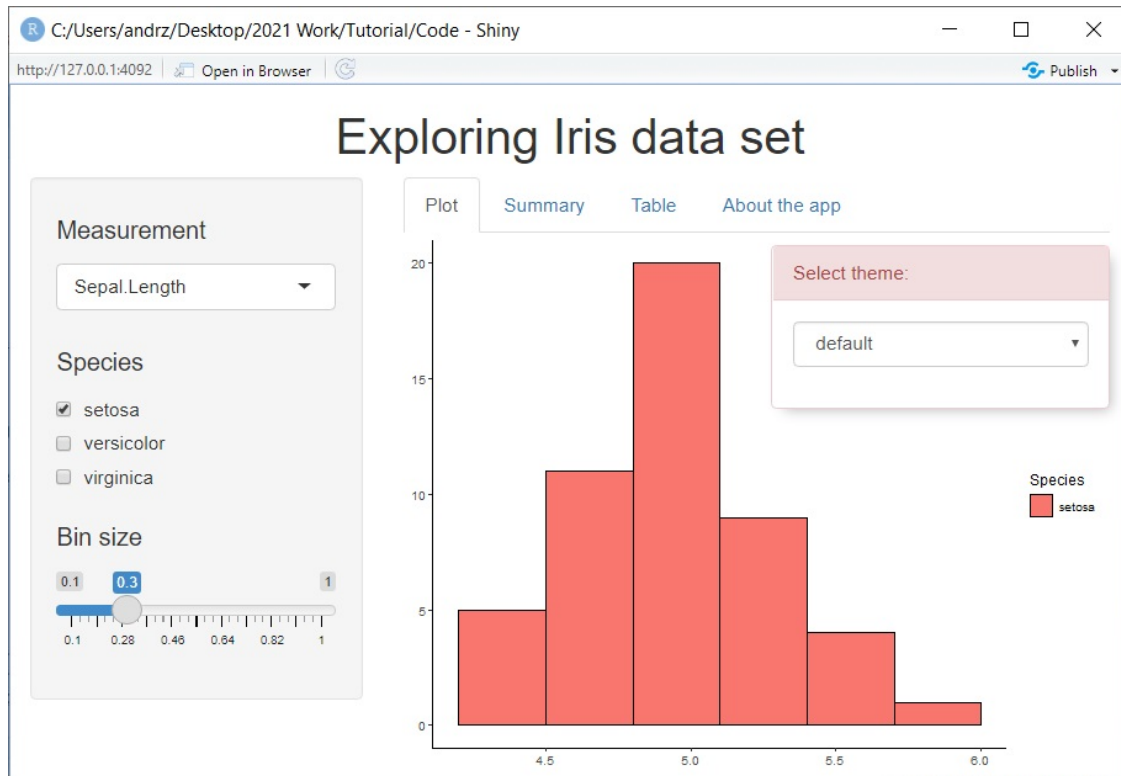 C:/Users/andrz/Desktop/2021 Work/Tutorial/Code - Shiny
http://127.0.0.1:4092 Open in Browser Publish
Exploring Iris data set
Measurement
Sepal.Length
Species
setosa
versicolor
virginica
Bin size
0.1 0.3 1
0.1 0.28 0.46 0.64 0.82 1
Plot Summary Table About the app
Select theme:
default
20
15
10
5
0
4.5 5.0 5.5 6.0
Species
setosa